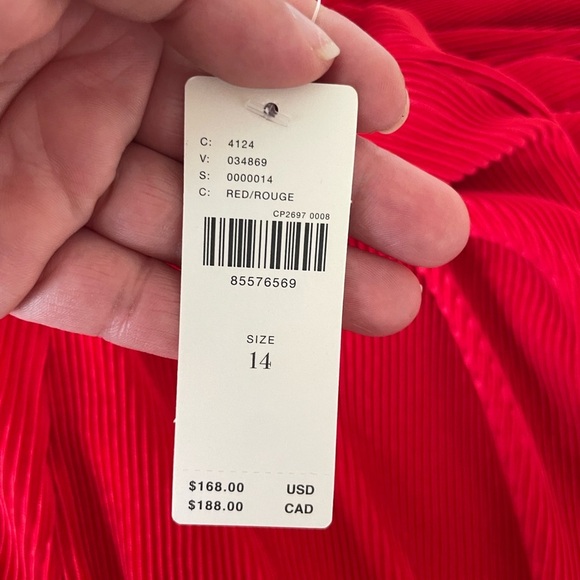 C: 4124
V: 034869
S: 0000014
C: RED/ROUGE
CP2697 0008
85576569
SIZE
14
$168.00 USD
$188.00 CAD